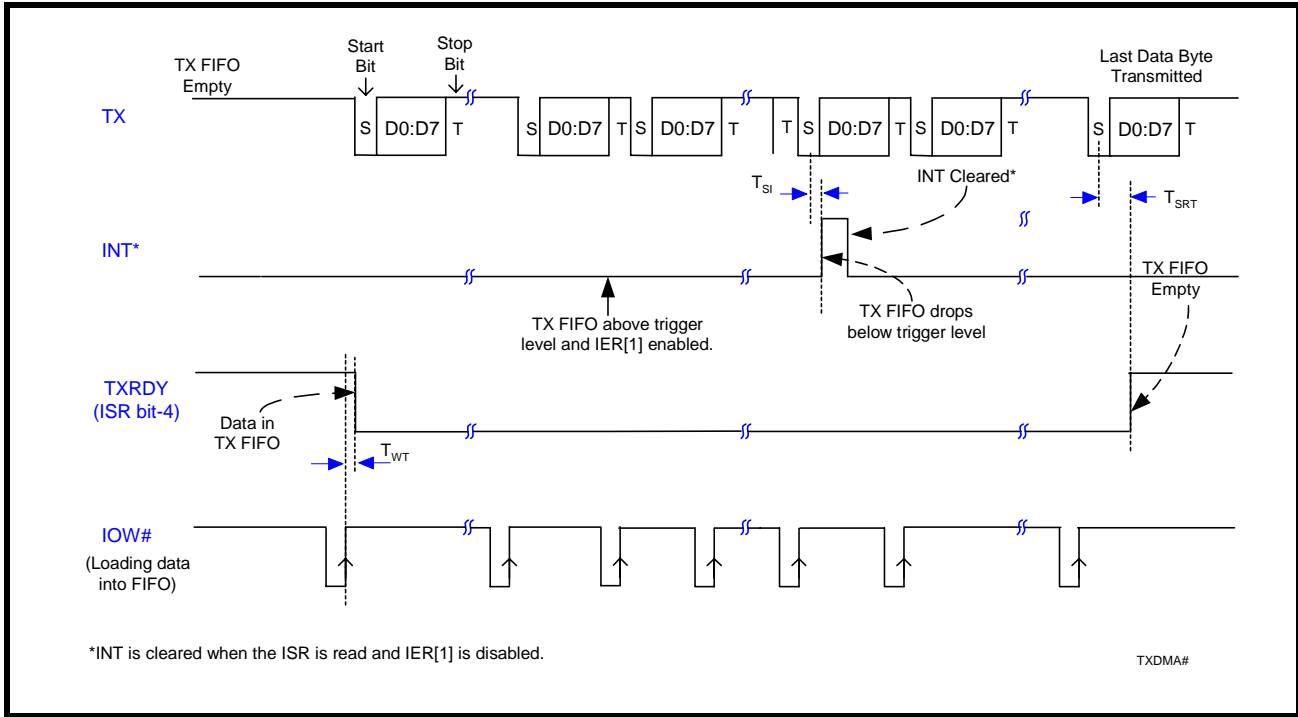 Start
Bit
Stop
Bit
TX FIFO
Empty
Last Data Byte
Transmitted
TX
S D0:D7 T S D0:D7 T S D0:D7 T T S D0:D7 T S D0:D7 T S D0:D7 T
TSI
INT Cleared*
TSRT
INT*
TX FIFO above trigger
level and IER[1] enabled.
TX FIFO drops
below trigger level
TX FIFO
Empty
TXRDY
(ISR bit-4)
Data in
TX FIFO
TWT
IOW#
(Loading data
into FIFO)
*INT is cleared when the ISR is read and IER[1] is disabled.
TXDMA#